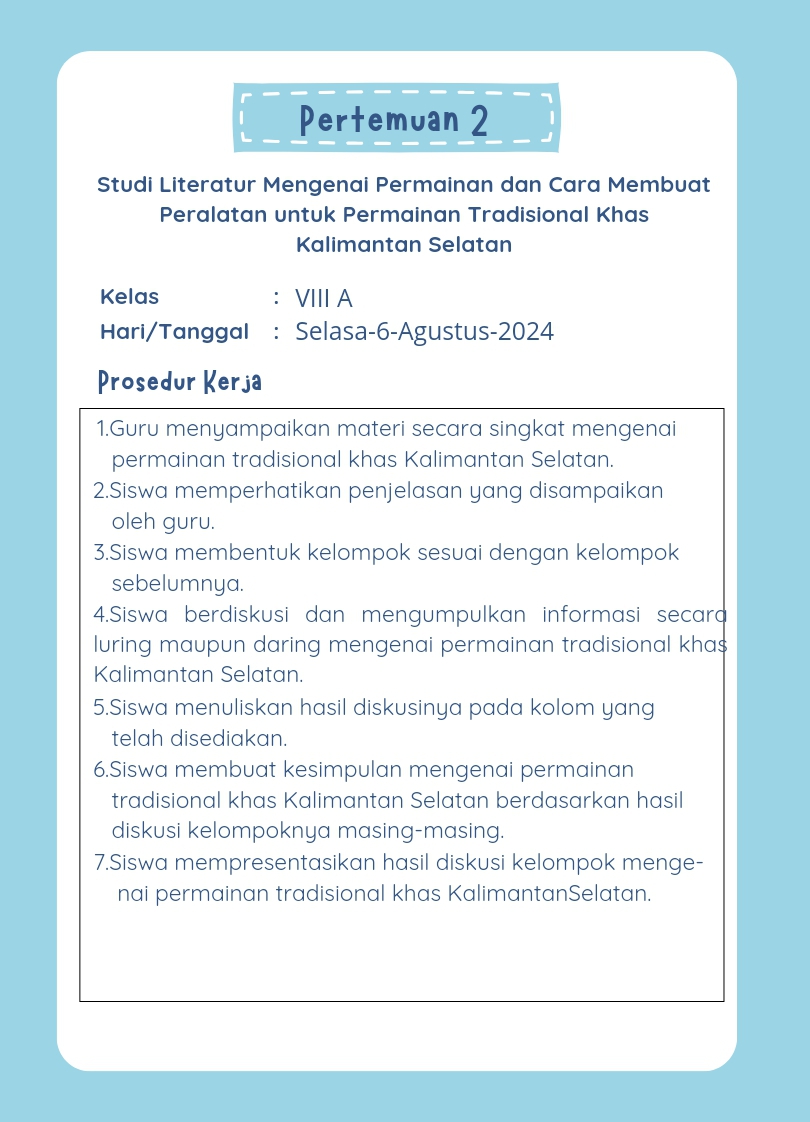 Pertemuan 2
Studi Literatur Mengenai Permainan dan Cara Membuat
Peralatan untuk Permainan Tradisional Khas
Kalimantan Selatan
Kelas : VIII A
Hari/Tanggal : Selasa-6-Agustus-2024
Prosedur Kerja
1.Guru menyampaikan materi secara singkat mengenai
permainan tradisional khas Kalimantan Selatan.
2.Siswa memperhatikan penjelasan yang disampaikan
oleh guru.
3.Siswa membentuk kelompok sesuai dengan kelompok
sebelumnya.
4.Siswa berdiskusi dan mengumpulkan informasi secara
luring maupun daring mengenai permainan tradisional khas
Kalimantan Selatan.
5.Siswa menuliskan hasil diskusinya pada kolom yang
telah disediakan.
6.Siswa membuat kesimpulan mengenai permainan
tradisional khas Kalimantan Selatan berdasarkan hasil
diskusi kelompoknya masing-masing.
7.Siswa mempresentasikan hasil diskusi kelompok menge-
nai permainan tradisional khas KalimantanSelatan.